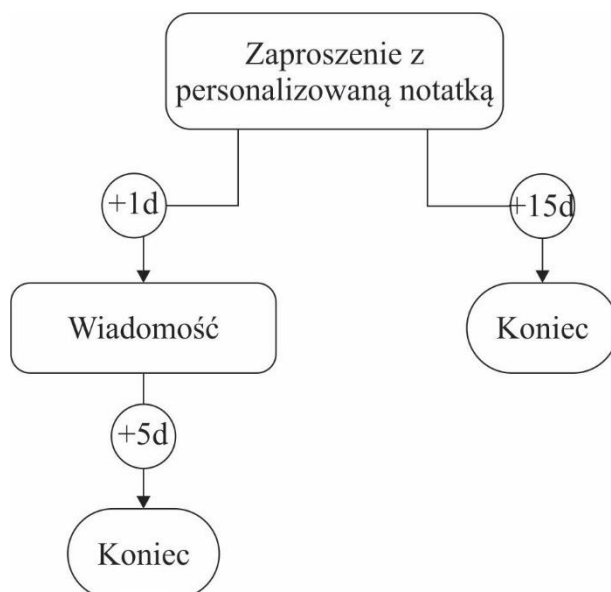 Zaproszenie z
personalizowaną notatką
+1d
+15d
Wiadomość
Koniec
+5d
Koniec